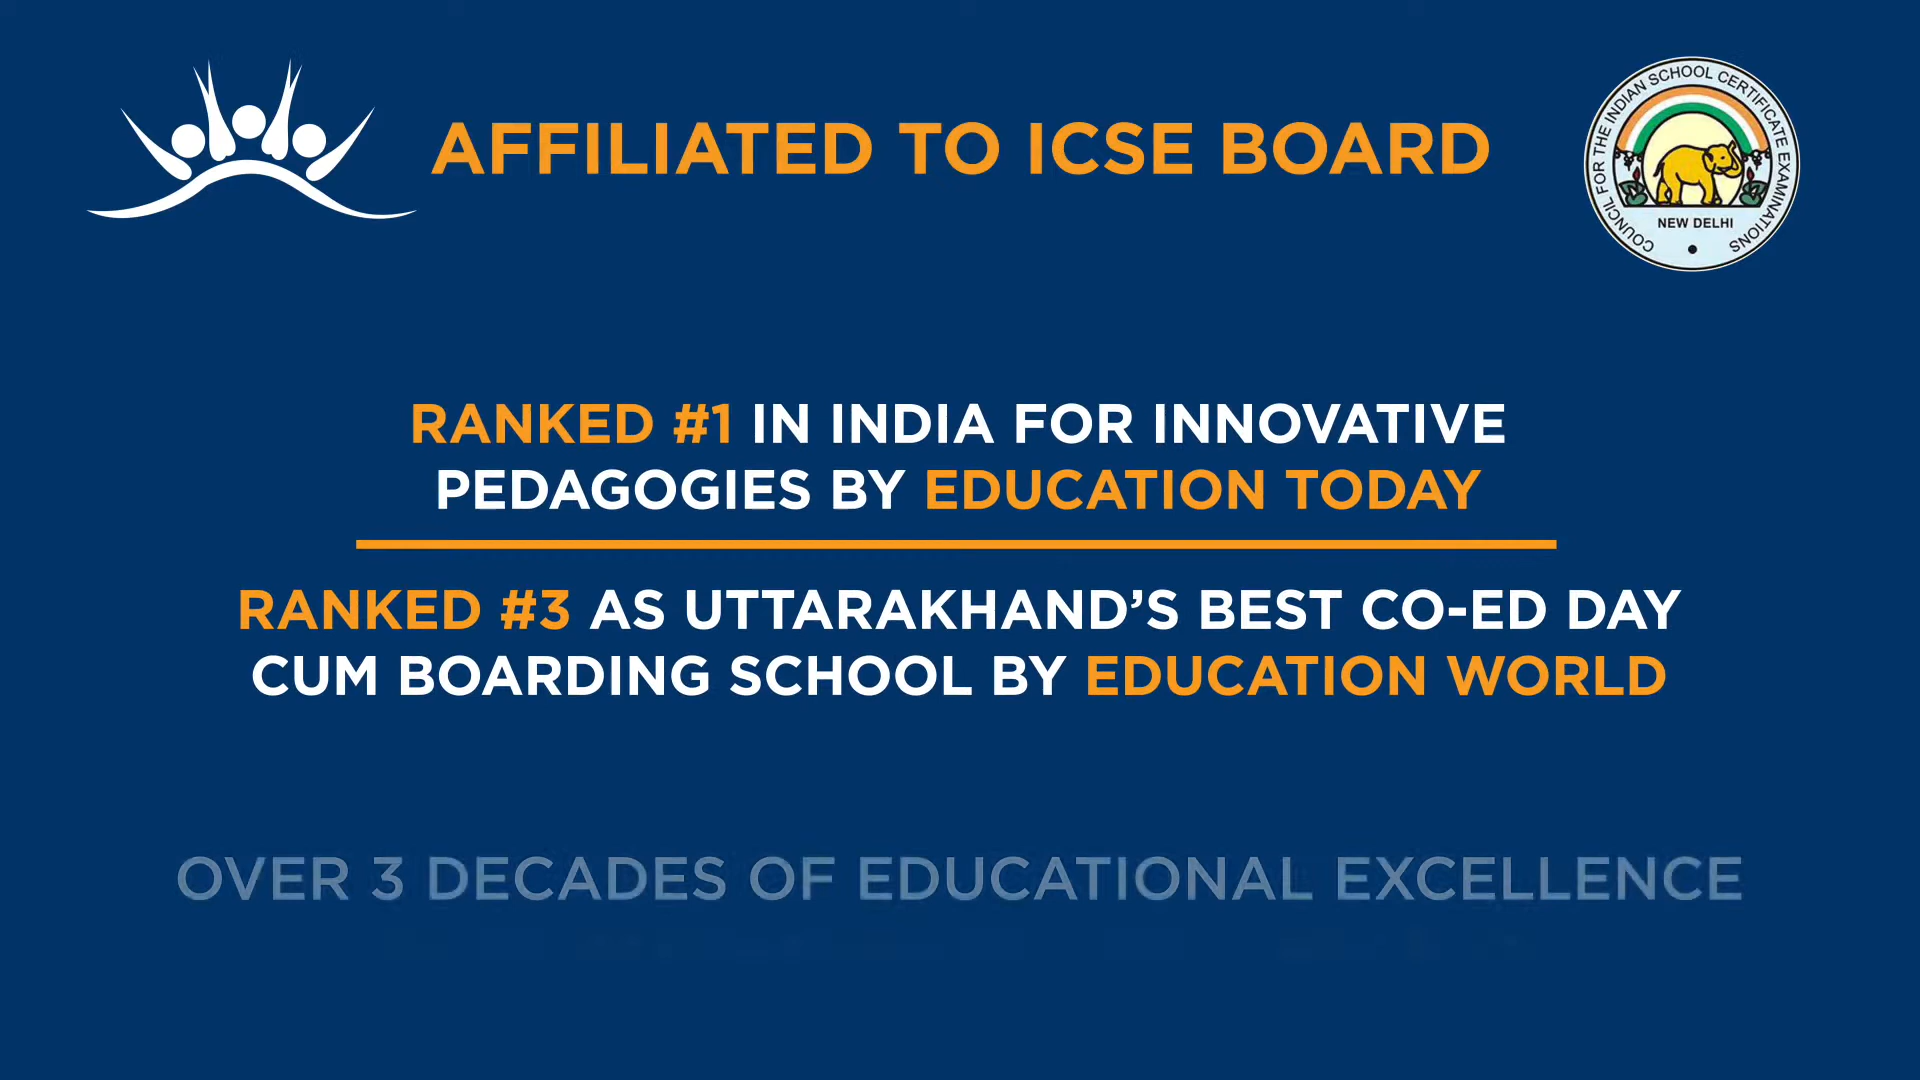 AFFILIATED TO ICSE BOARD
COUNCIL FOR THE INDIAN SCHOOL CERTIFICATE EXAMINATIONS
NEW DELHI
RANKED #1 IN INDIA FOR INNOVATIVE
PEDAGOGIES BY EDUCATION TODAY
RANKED #3 AS UTTARAKHAND’S BEST CO-ED DAY
CUM BOARDING SCHOOL BY EDUCATION WORLD
OVER 3 DECADES OF EDUCATIONAL EXCELLENCE